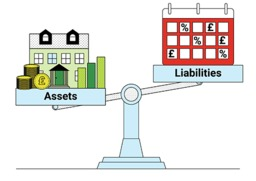 % £
% £
£ %
£
Assets
Liabilities